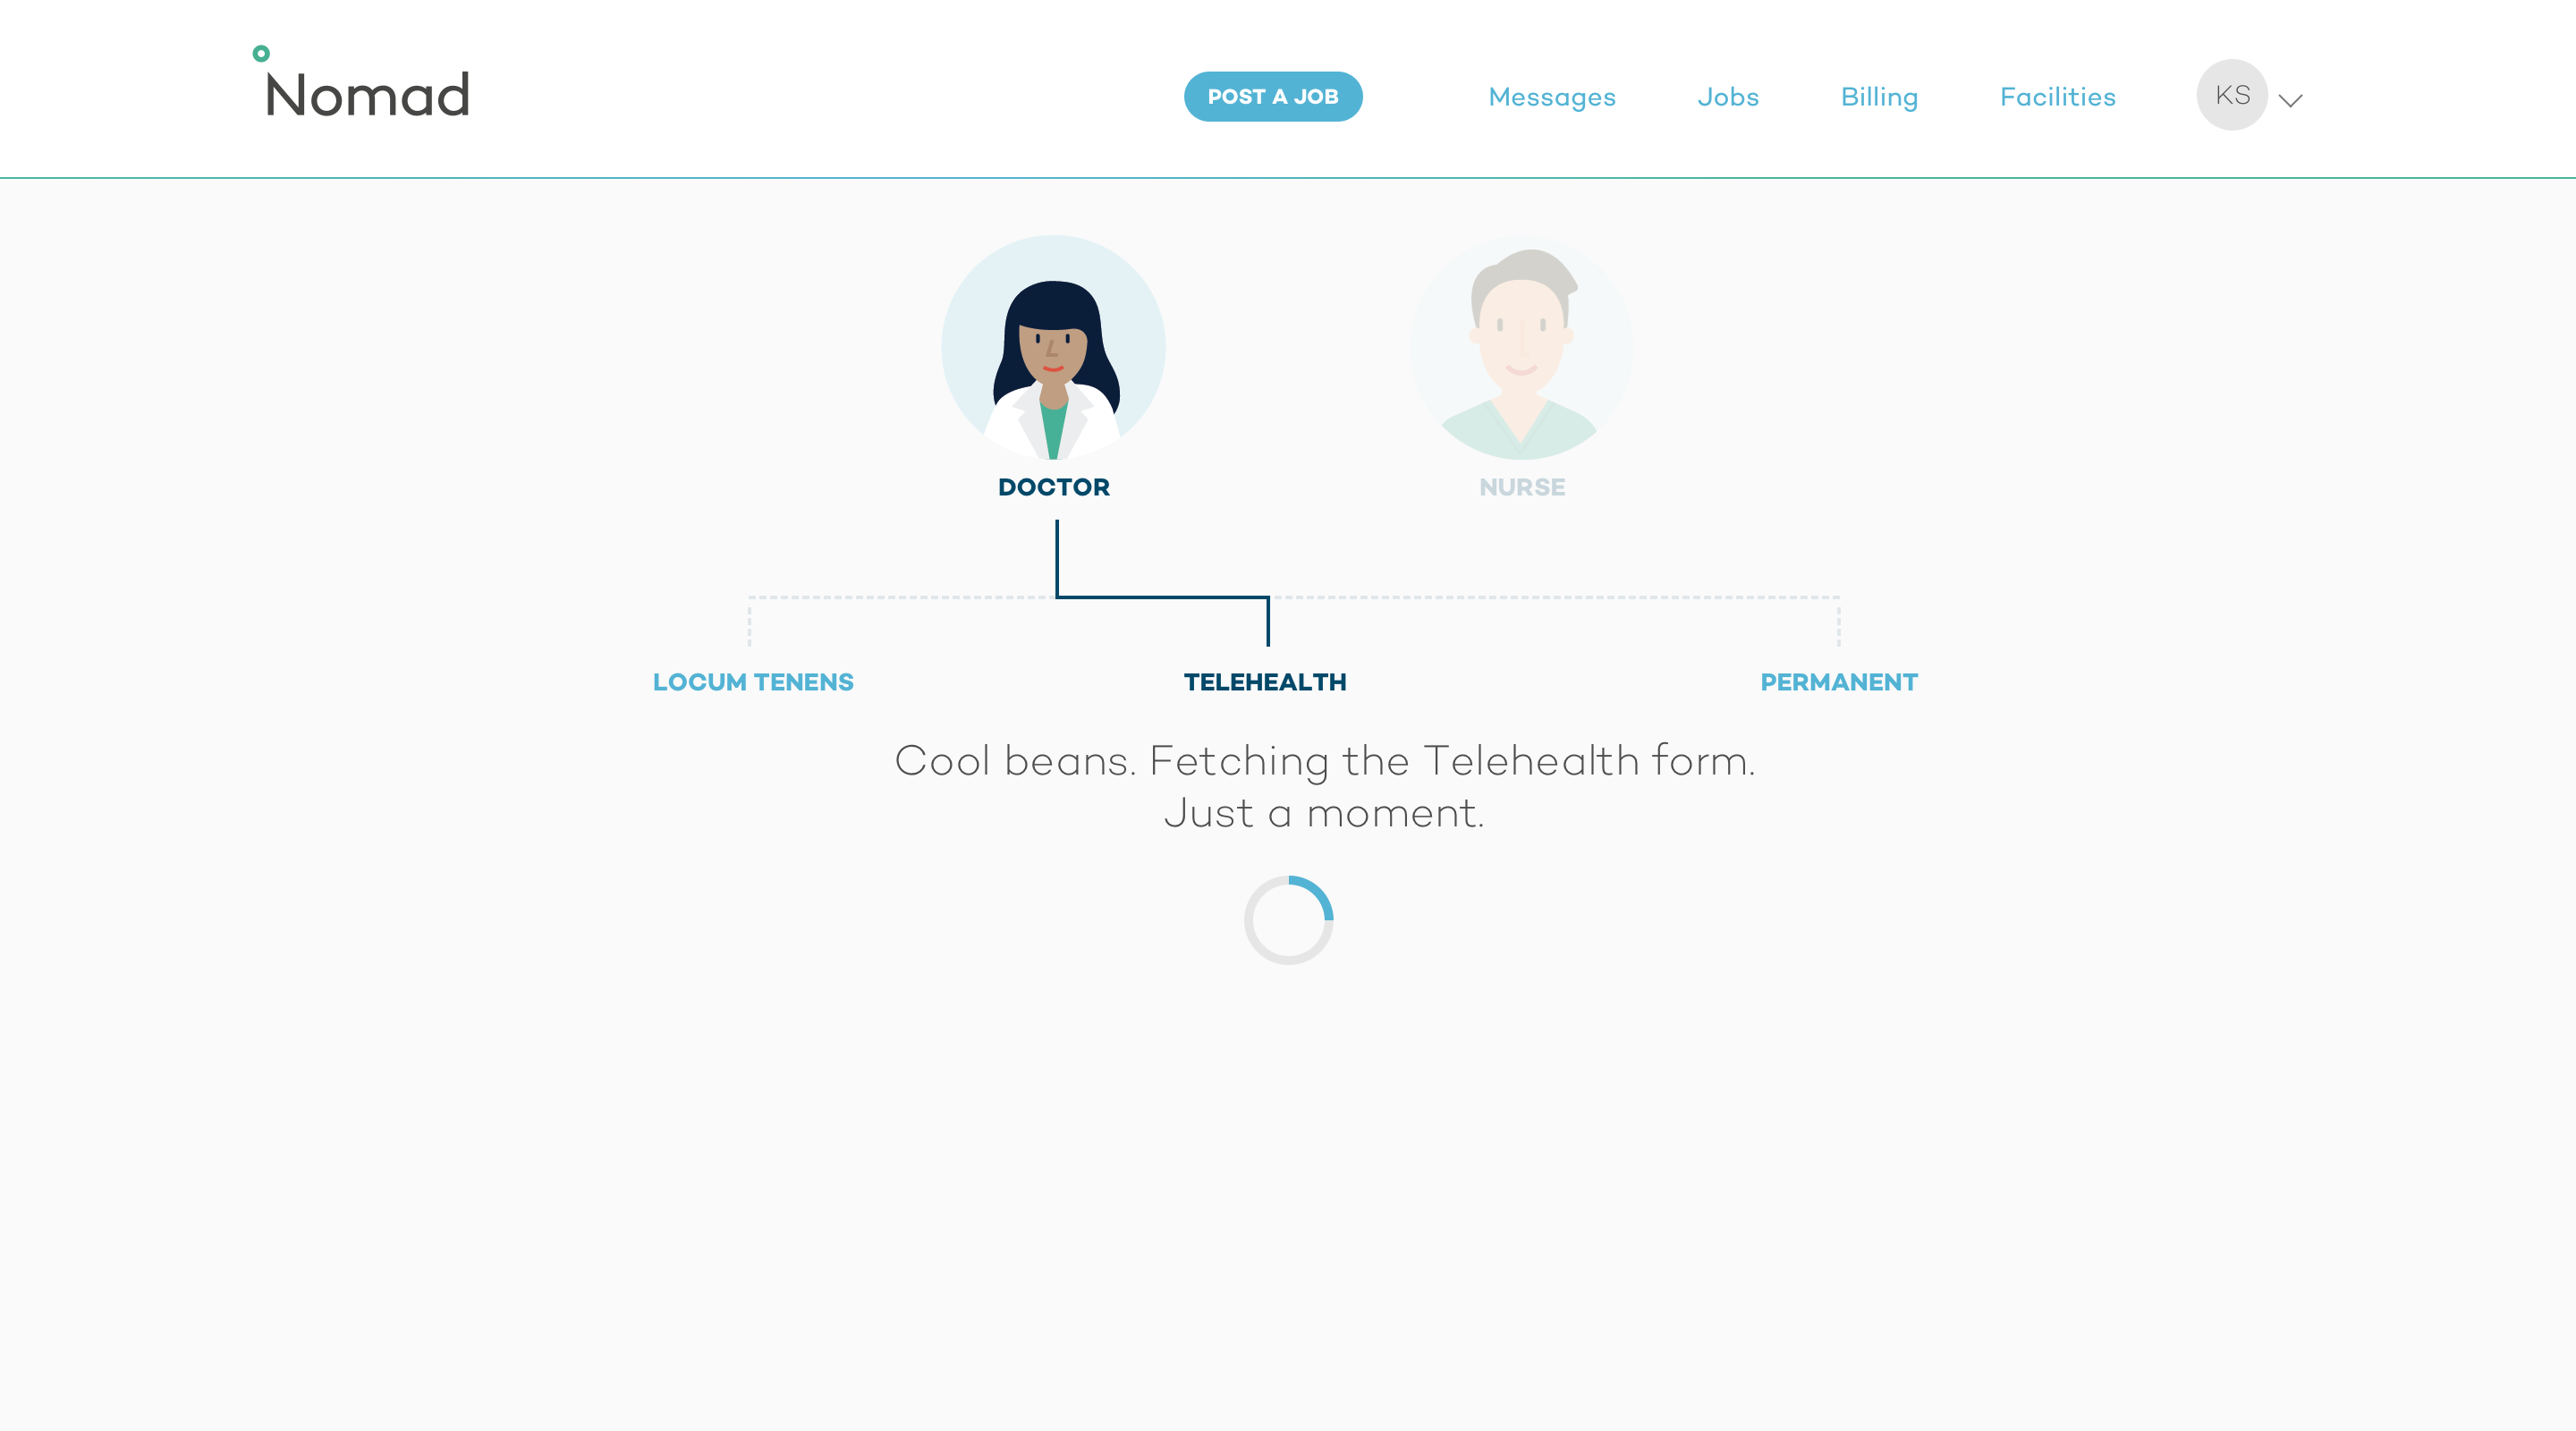 Nomad
POST A JOB
Messages
Jobs
Billing
Facilities
KS
DOCTOR
NURSE
LOCUM TENENS
TELEHEALTH
PERMANENT
Cool beans. Fetching the Telehealth form.
Just a moment.